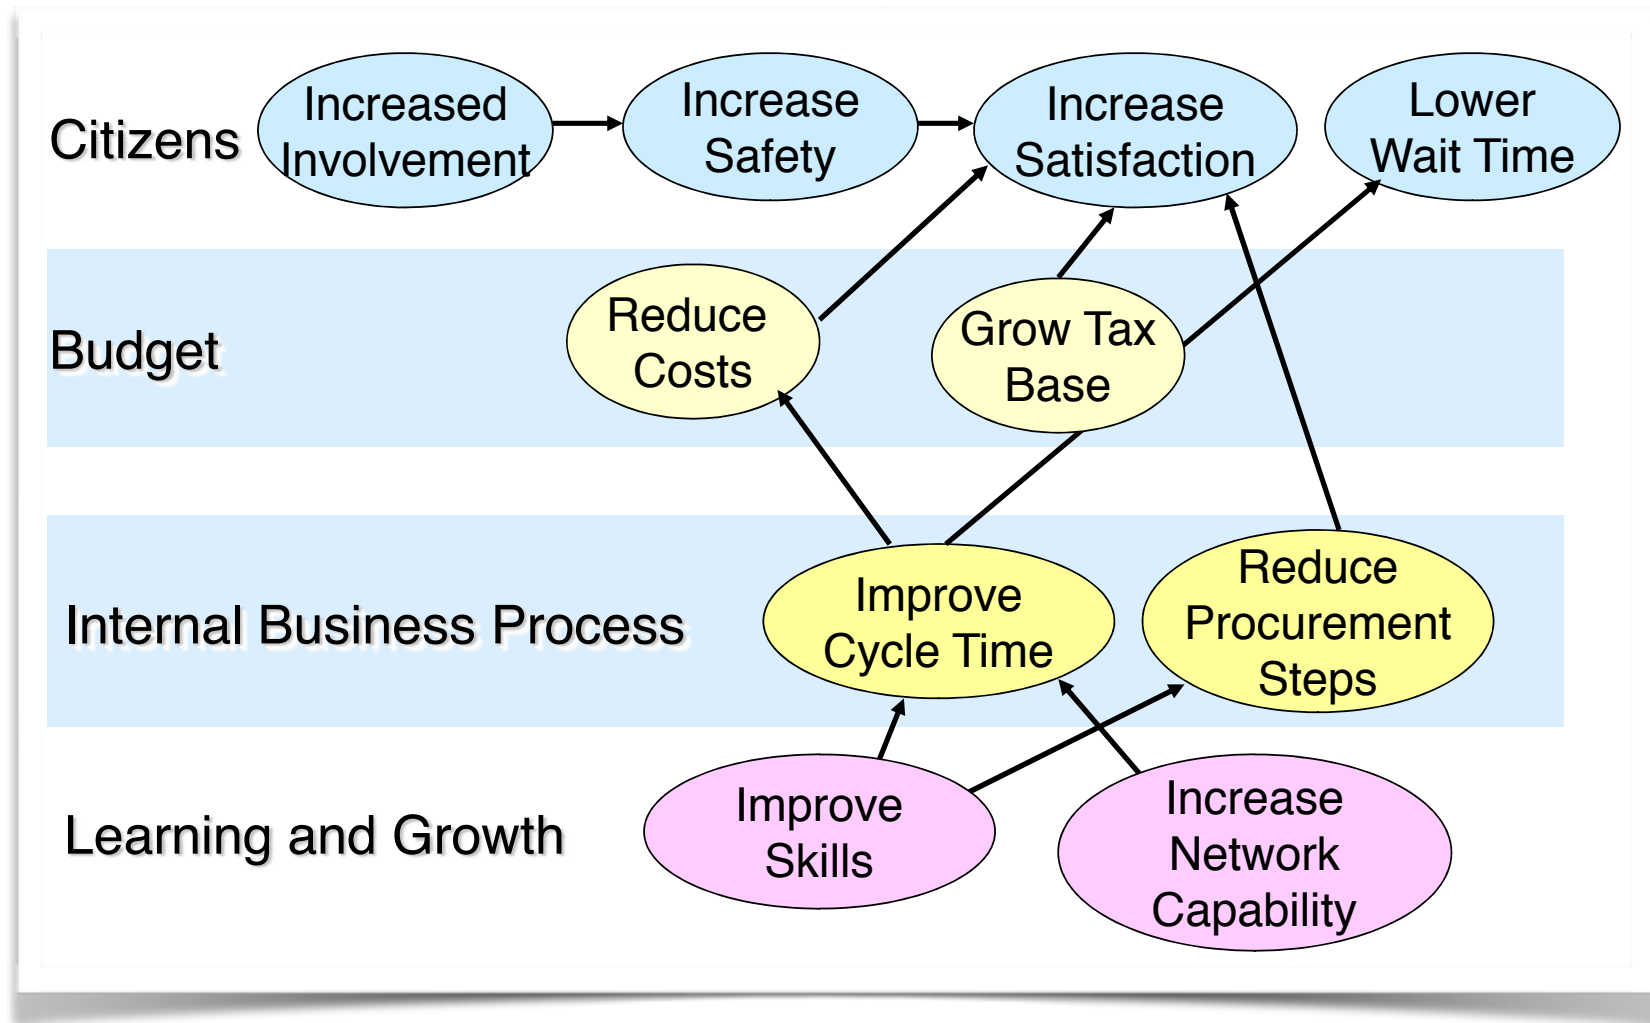 Citizens
Increased
Involvement
Increase
Safety
Increase
Satisfaction
Lower
Wait Time
Budget
Reduce
Costs
Grow Tax
Base
Internal Business Process
Improve
Cycle Time
Reduce
Procurement
Steps
Learning and Growth
Improve
Skills
Increase
Network
Capability